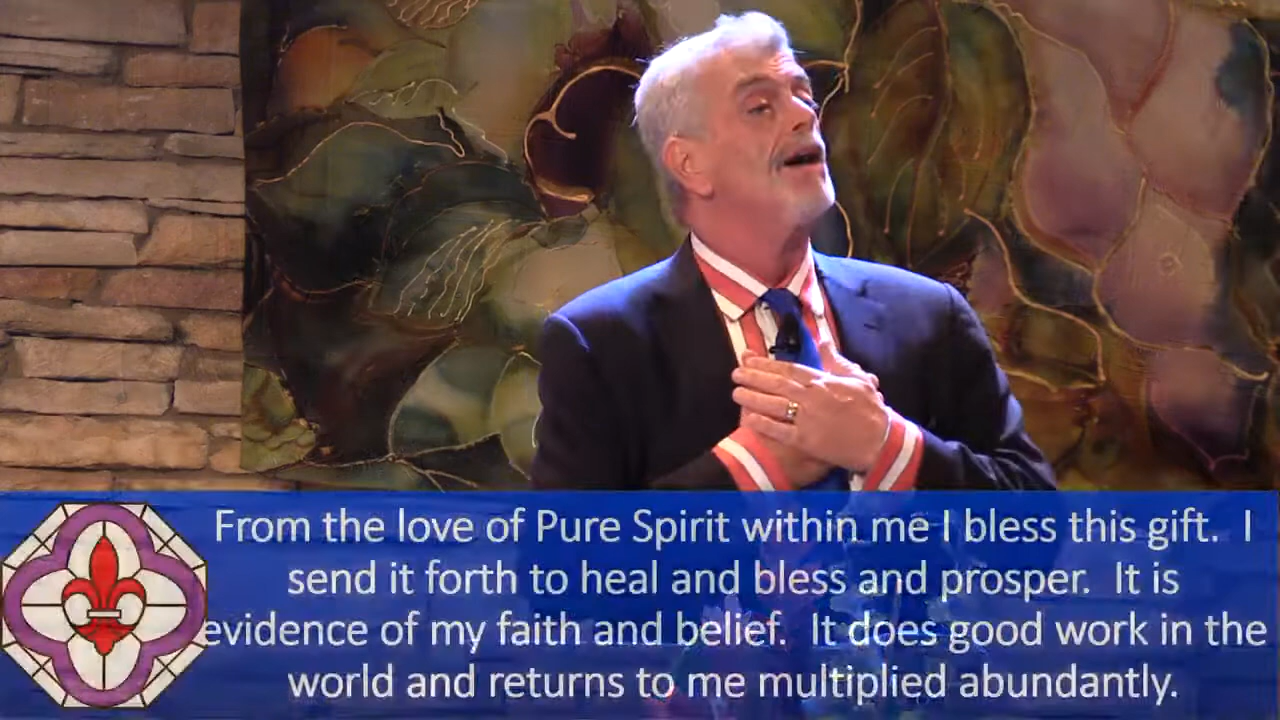 From the love of Pure Spirit within me I bless this gift.  I
send it forth to heal and bless and prosper.  It is
evidence of my faith and belief.  It does good work in the
world and returns to me multiplied abundantly.